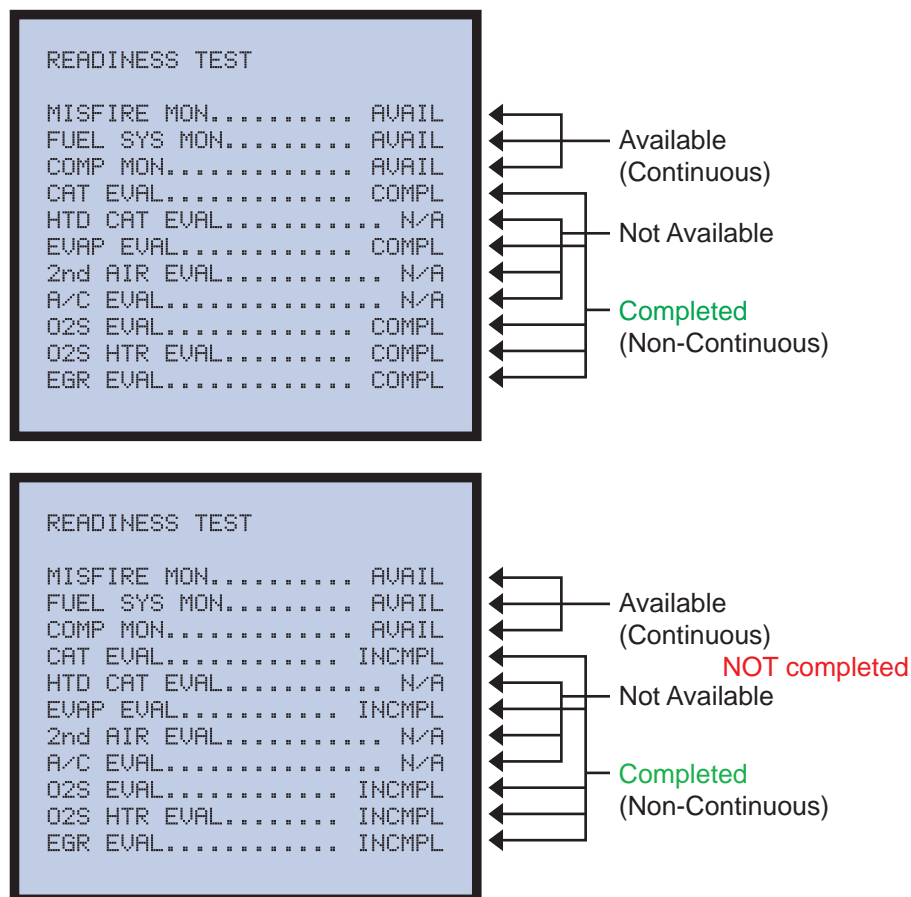 READINESS TEST
MISFIRE MON.......... AVAIL
FUEL SYS MON......... AVAIL
COMP MON............. AVAIL
CAT EVAL............. COMPL
HTD CAT EVAL........... N/A
EVAP EVAL............ COMPL
2nd AIR EVAL........... N/A
A/C EVAL............... N/A
O2S EVAL............. COMPL
O2S HTR EVAL......... COMPL
EGR EVAL............. COMPL
Available
(Continuous)
Not Available
Completed
(Non-Continuous)
READINESS TEST
MISFIRE MON.......... AVAIL
FUEL SYS MON......... AVAIL
COMP MON............. AVAIL
CAT EVAL............ INCMPL
HTD CAT EVAL........... N/A
EVAP EVAL........... INCMPL
2nd AIR EVAL........... N/A
A/C EVAL............... N/A
O2S EVAL............ INCMPL
O2S HTR EVAL........ INCMPL
EGR EVAL............ INCMPL
Available
(Continuous)
NOT completed
Not Available
Completed
(Non-Continuous)